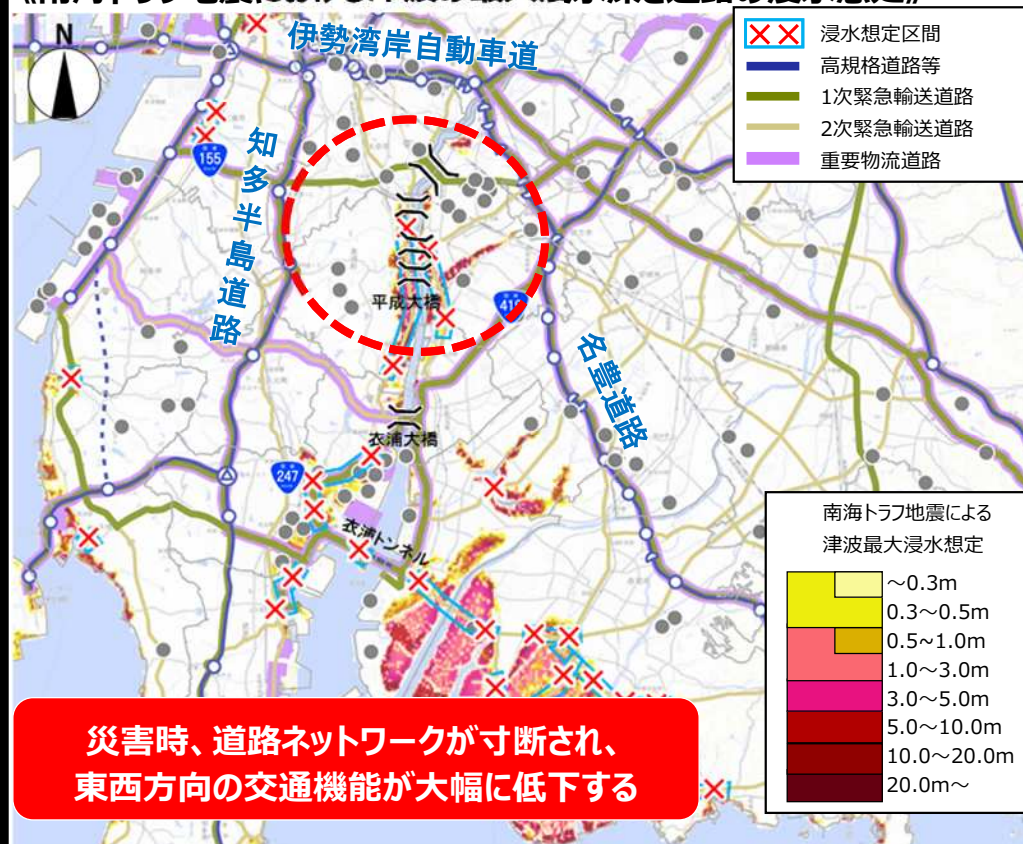 N
伊勢湾岸自動車道
浸水想定区間
高規格道路等
1次緊急輸送道路
2次緊急輸送道路
重要物流道路
155
知多半島道路
平成大橋
419
名豊道路
衣浦大橋
247
衣浦トンネル
南海トラフ地震による
津波最大浸水想定
～0.3m
0.3～0.5m
0.5~1.0m
1.0～3.0m
3.0～5.0m
5.0～10.0m
10.0～20.0m
20.0m～
災害時、道路ネットワークが寸断され、
東西方向の交通機能が大幅に低下する